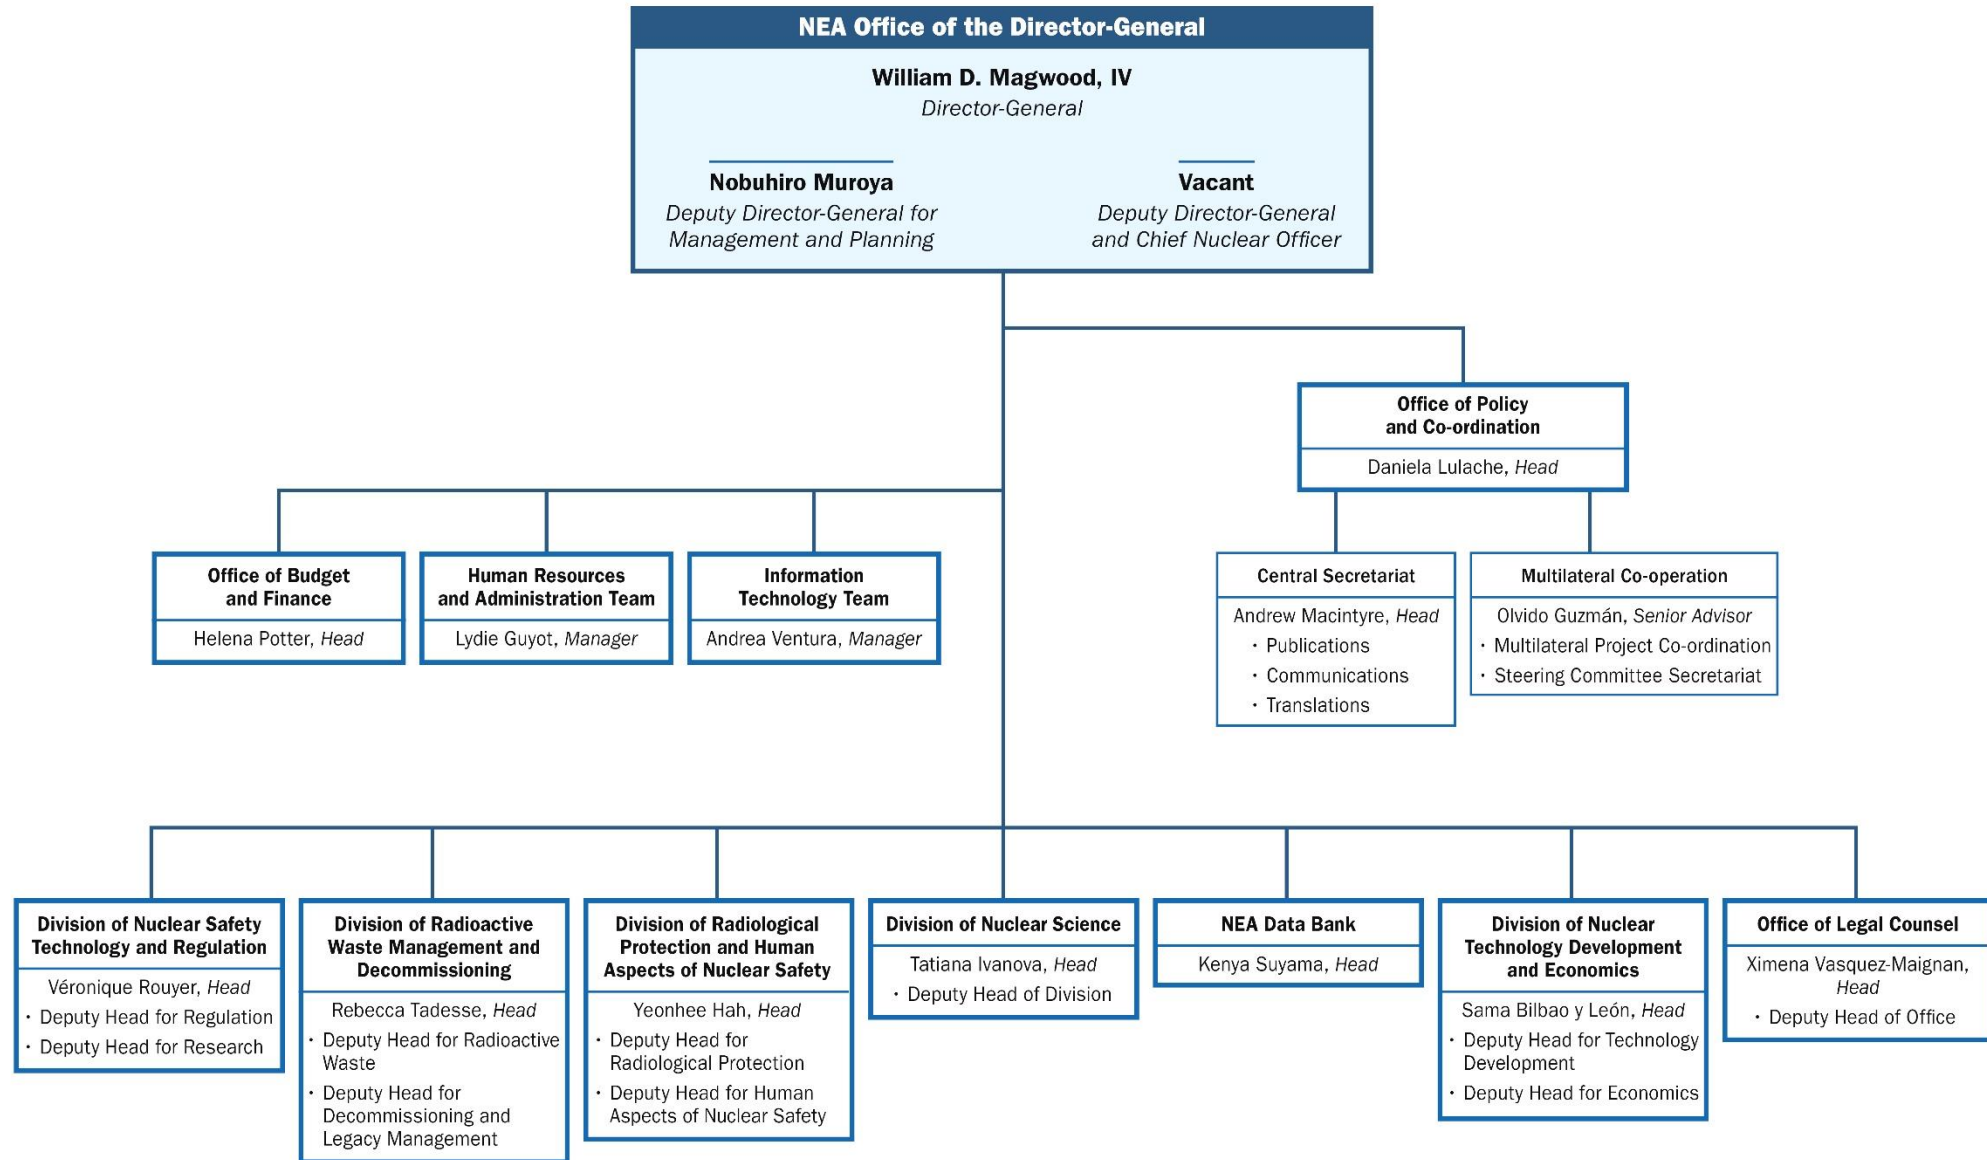 NEA Office of the Director-General
William D. Magwood, IV
Director-General
Nobuhiro Muroya
Deputy Director-General for
Management and Planning
Vacant
Deputy Director-General
and Chief Nuclear Officer
Office of Policy
and Co-ordination
Daniela Lulache, Head
Office of Budget
and Finance
Helena Potter, Head
Human Resources
and Administration Team
Lydie Guyot, Manager
Information
Technology Team
Andrea Ventura, Manager
Central Secretariat
Andrew Macintyre, Head
· Publications
· Communications
· Translations
Multilateral Co-operation
Olvido Guzmán, Senior Advisor
· Multilateral Project Co-ordination
· Steering Committee Secretariat
Division of Nuclear Safety
Technology and Regulation
Véronique Rouyer, Head
· Deputy Head for Regulation
· Deputy Head for Research
Division of Radioactive
Waste Management and
Decommissioning
Rebecca Tadesse, Head
· Deputy Head for Radioactive
Waste
· Deputy Head for
Decommissioning and
Legacy Management
Division of Radiological
Protection and Human
Aspects of Nuclear Safety
Yeonhee Hah, Head
· Deputy Head for
Radiological Protection
· Deputy Head for Human
Aspects of Nuclear Safety
Division of Nuclear Science
Tatiana Ivanova, Head
· Deputy Head of Division
NEA Data Bank
Kenya Suyama, Head
Division of Nuclear
Technology Development
and Economics
Sama Bilbao y León, Head
· Deputy Head for Technology
Development
· Deputy Head for Economics
Office of Legal Counsel
Ximena Vasquez-Maignan,
Head
· Deputy Head of Office